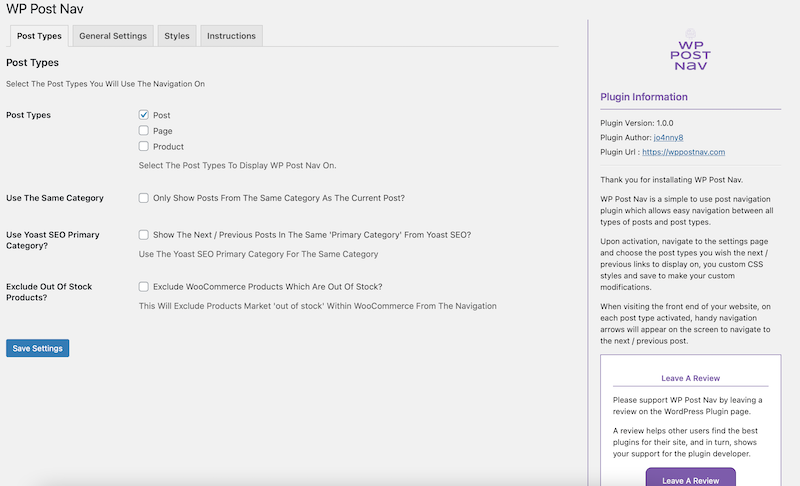 WP Post Nav
Post Types
General Settings
Styles
Instructions
Post Types
Select The Post Types You Will Use The Navigation On
Post Types
Post
Page
Product
Select The Post Types To Display WP Post Nav On.
Use The Same Category
Only Show Posts From The Same Category As The Current Post?
Use Yoast SEO Primary
Category?
Show The Next / Previous Posts In The Same 'Primary Category' From Yoast SEO?
Use The Yoast SEO Primary Category For The Same Category
Exclude Out Of Stock
Products?
Exclude WooCommerce Products Which Are Out Of Stock?
This Will Exclude Products Market 'out of stock' Within WooCommerce From The Navigation
Save Settings
WP
POST
NAV
Plugin Information
Plugin Version: 1.0.0
Plugin Author: jo4nny8
Plugin Url : https://wppostnav.com
Thank you for installating WP Post Nav.
WP Post Nav is a simple to use post navigation
plugin which allows easy navigation between all
types of posts and post types.
Upon activation, navigate to the settings page
and choose the post types you wish the next /
previous links to display on, you custom CSS
styles and save to make your custom
modifications.
When visiting the front end of your website, on
each post type activated, handy navigation
arrows will appear on the screen to navigate to
the next / previous post.
Leave A Review
Please support WP Post Nav by leaving a
review on the WordPress Plugin page.
A review helps other users find the best
plugins for their site, and in turn, shows
your support for the plugin developer.
Leave A Review